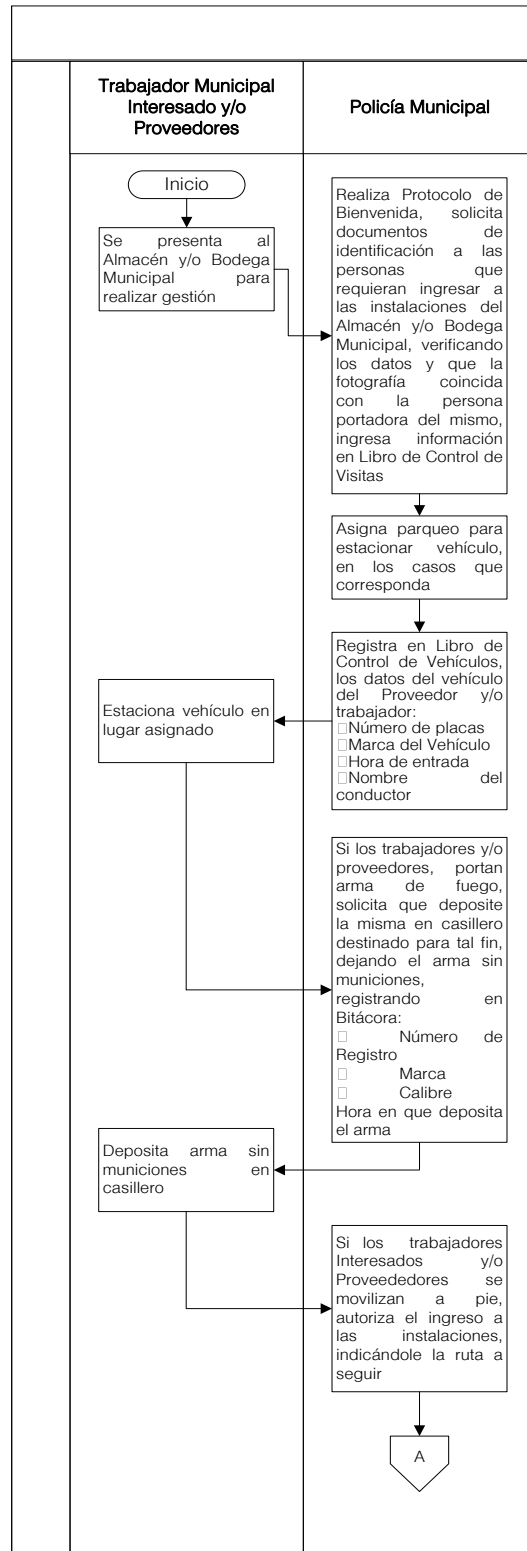 Trabajador Municipal
Interesado y/o
Proveedores
Policía Municipal
Inicio
Se presenta al
Almacén y/o Bodega
Municipal para
realizar gestión
Realiza Protocolo de
Bienvenida, solicita
documentos de
identificación a las
personas que
requieran ingresar a
las instalaciones del
Almacén y/o Bodega
Municipal, verificando
los datos y que la
fotografía coincida
con la persona
portadora del mismo,
ingresa información
en Libro de Control de
Visitas
Asigna parqueo para
estacionar vehículo,
en los casos que
corresponda
Registra en Libro de
Control de Vehículos,
los datos del vehículo
del Proveedor y/o
trabajador:
Número de placas
Marca del Vehículo
Hora de entrada
Nombre del
conductor
Estaciona vehículo en
lugar asignado
Si los trabajadores y/o
proveedores, portan
arma de fuego,
solicita que deposite
la misma en casillero
destinado para tal fin,
dejando el arma sin
municiones,
registrando en
Bitácora:
Número de
Registro
Marca
Calibre
Hora en que deposita
el arma
Deposita arma sin
municiones en
casillero
Si los trabajadores
Interesados y/o
Proveededores se
movilizan a pie,
autoriza el ingreso a
las instalaciones,
indicándole la ruta a
seguir
A